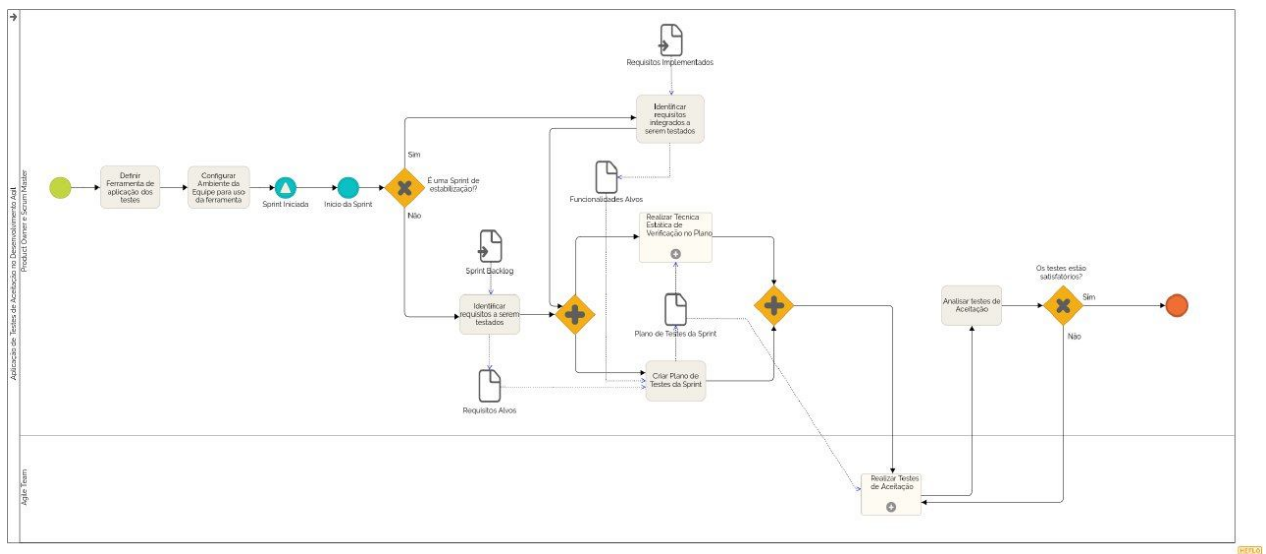 Aplicação de Testes de Aceitação no Desenvolvimento Ágil
Product Owner e Scrum Master
Agile Team
Definir
Ferramenta de
aplicação dos
testes
Configurar
Ambiente da
Equipe para uso
da ferramenta
Sprint Iniciada
Início da Sprint
É uma Sprint de
estabilização!?
Sim
Não
Requisitos Implementados
Identificar
requisitos
integrados a
serem testados
Funcionalidades Alvos
Sprint Backlog
Identificar
requisitos a serem
testados
Requisitos Alvos
Realizar Técnica
Estática de
Verificação no Plano
Plano de Testes da Sprint
Criar Plano de
Testes da Sprint
Realizar Testes
de Aceitação
Analisar testes de
Aceitação
Os testes estão
satisfatórios?
Sim
Não
HEFLO